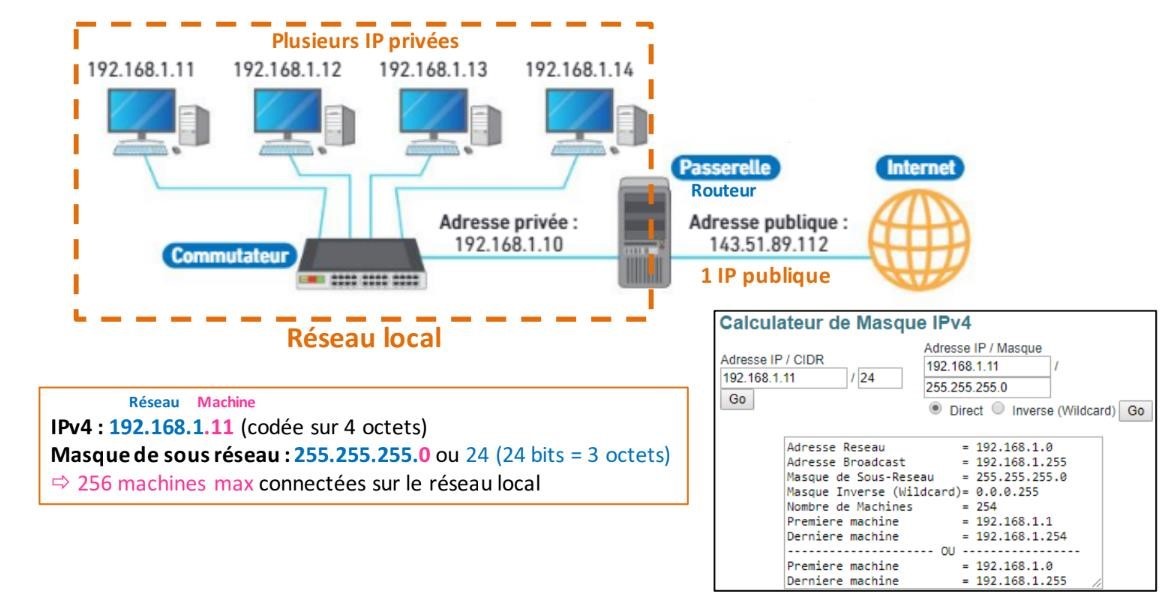 Plusieurs IP privées
192.168.1.11 192.168.1.12 192.168.1.13 192.168.1.14
Passerelle
Routeur
Internet
Adresse privée :
192.168.1.10
Adresse publique :
143.51.89.112
1 IP publique
Commutateur
Réseau local
Réseau Machine
IPv4 : 192.168.1.11 (codée sur 4 octets)
Masque de sous réseau : 255.255.255.0 ou 24 (24 bits = 3 octets)
⇨ 256 machines max connectées sur le réseau local
Calculateur de Masque IPv4
Adresse IP / CIDR
192.168.1.11 / 24
Go
Adresse IP / Masque
192.168.1.11 /
255.255.255.0
Direct Inverse (Wildcard) Go
Adresse Reseau = 192.168.1.0
Adresse Broadcast = 192.168.1.255
Masque de Sous-Reseau = 255.255.255.0
Masque Inverse (Wildcard)= 0.0.0.255
Nombre de Machines = 254
Premiere machine = 192.168.1.1
Derniere machine = 192.168.1.254
--------------------- OU -----------------
Premiere machine = 192.168.1.0
Derniere machine = 192.168.1.255